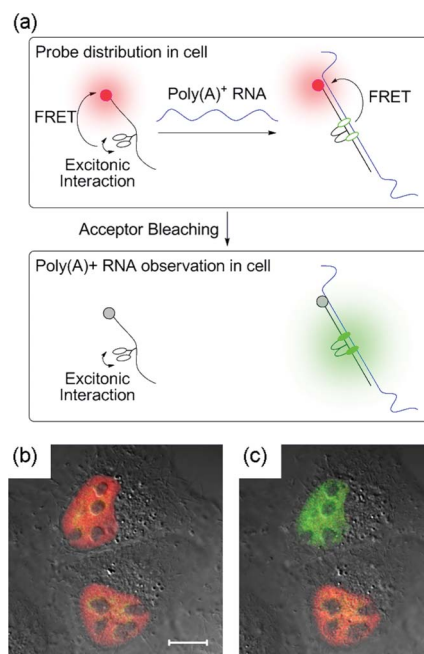 (a)
Probe distribution in cell
FRET
Poly(A)⁺ RNA
FRET
Excitonic
Interaction
Acceptor Bleaching
Poly(A)+ RNA observation in cell
Excitonic
Interaction
(b)
(c)